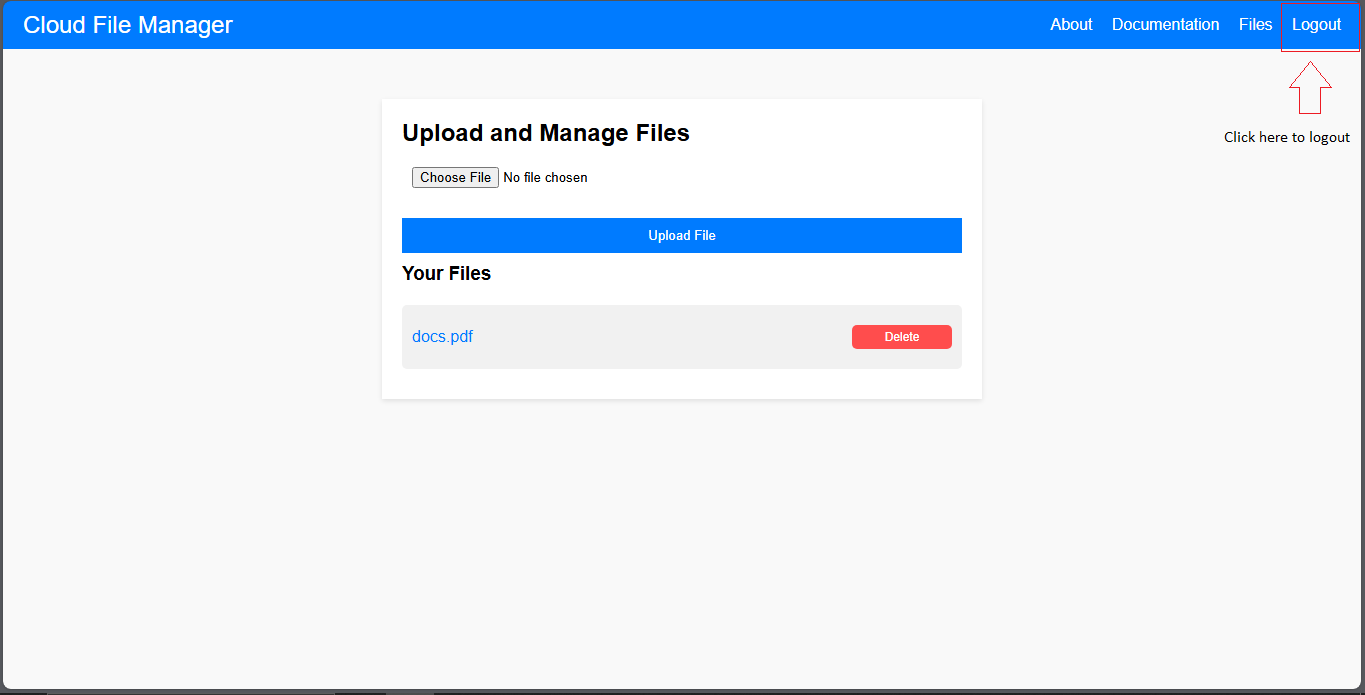 Cloud File Manager
About Documentation Files Logout
Click here to logout
Upload and Manage Files
Choose File No file chosen
Upload File
Your Files
docs.pdf Delete